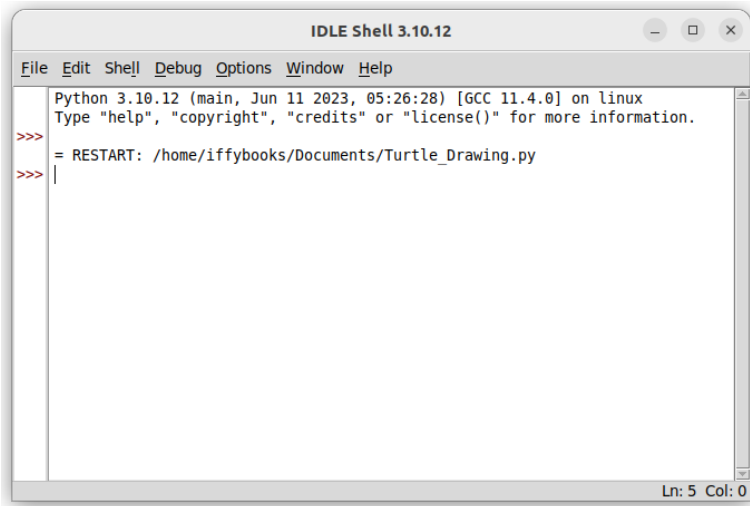 IDLE Shell 3.10.12
File Edit Shell Debug Options Window Help
Python 3.10.12 (main, Jun 11 2023, 05:26:28) [GCC 11.4.0] on linux
Type "help", "copyright", "credits" or "license()" for more information.
>>>
= RESTART: /home/iffybooks/Documents/Turtle_Drawing.py
>>>
Ln: 5 Col: 0